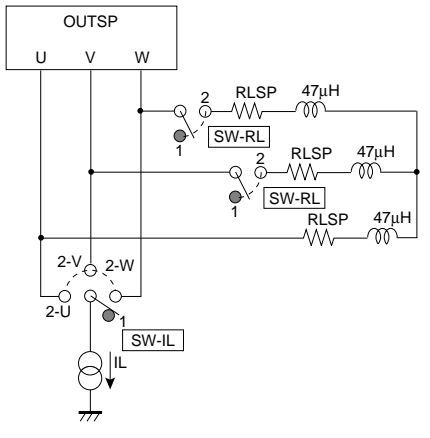 OUTSP
U V W
2 RLSP 47μH
1 SW-RL
2 RLSP 47μH
1 SW-RL
RLSP 47μH
2-V 2-W
2-U
1
SW-IL
IL